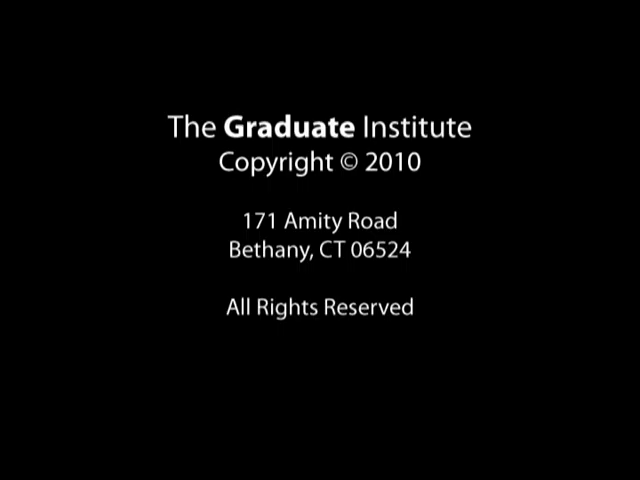 The Graduate Institute
Copyright © 2010
171 Amity Road
Bethany, CT 06524
All Rights Reserved